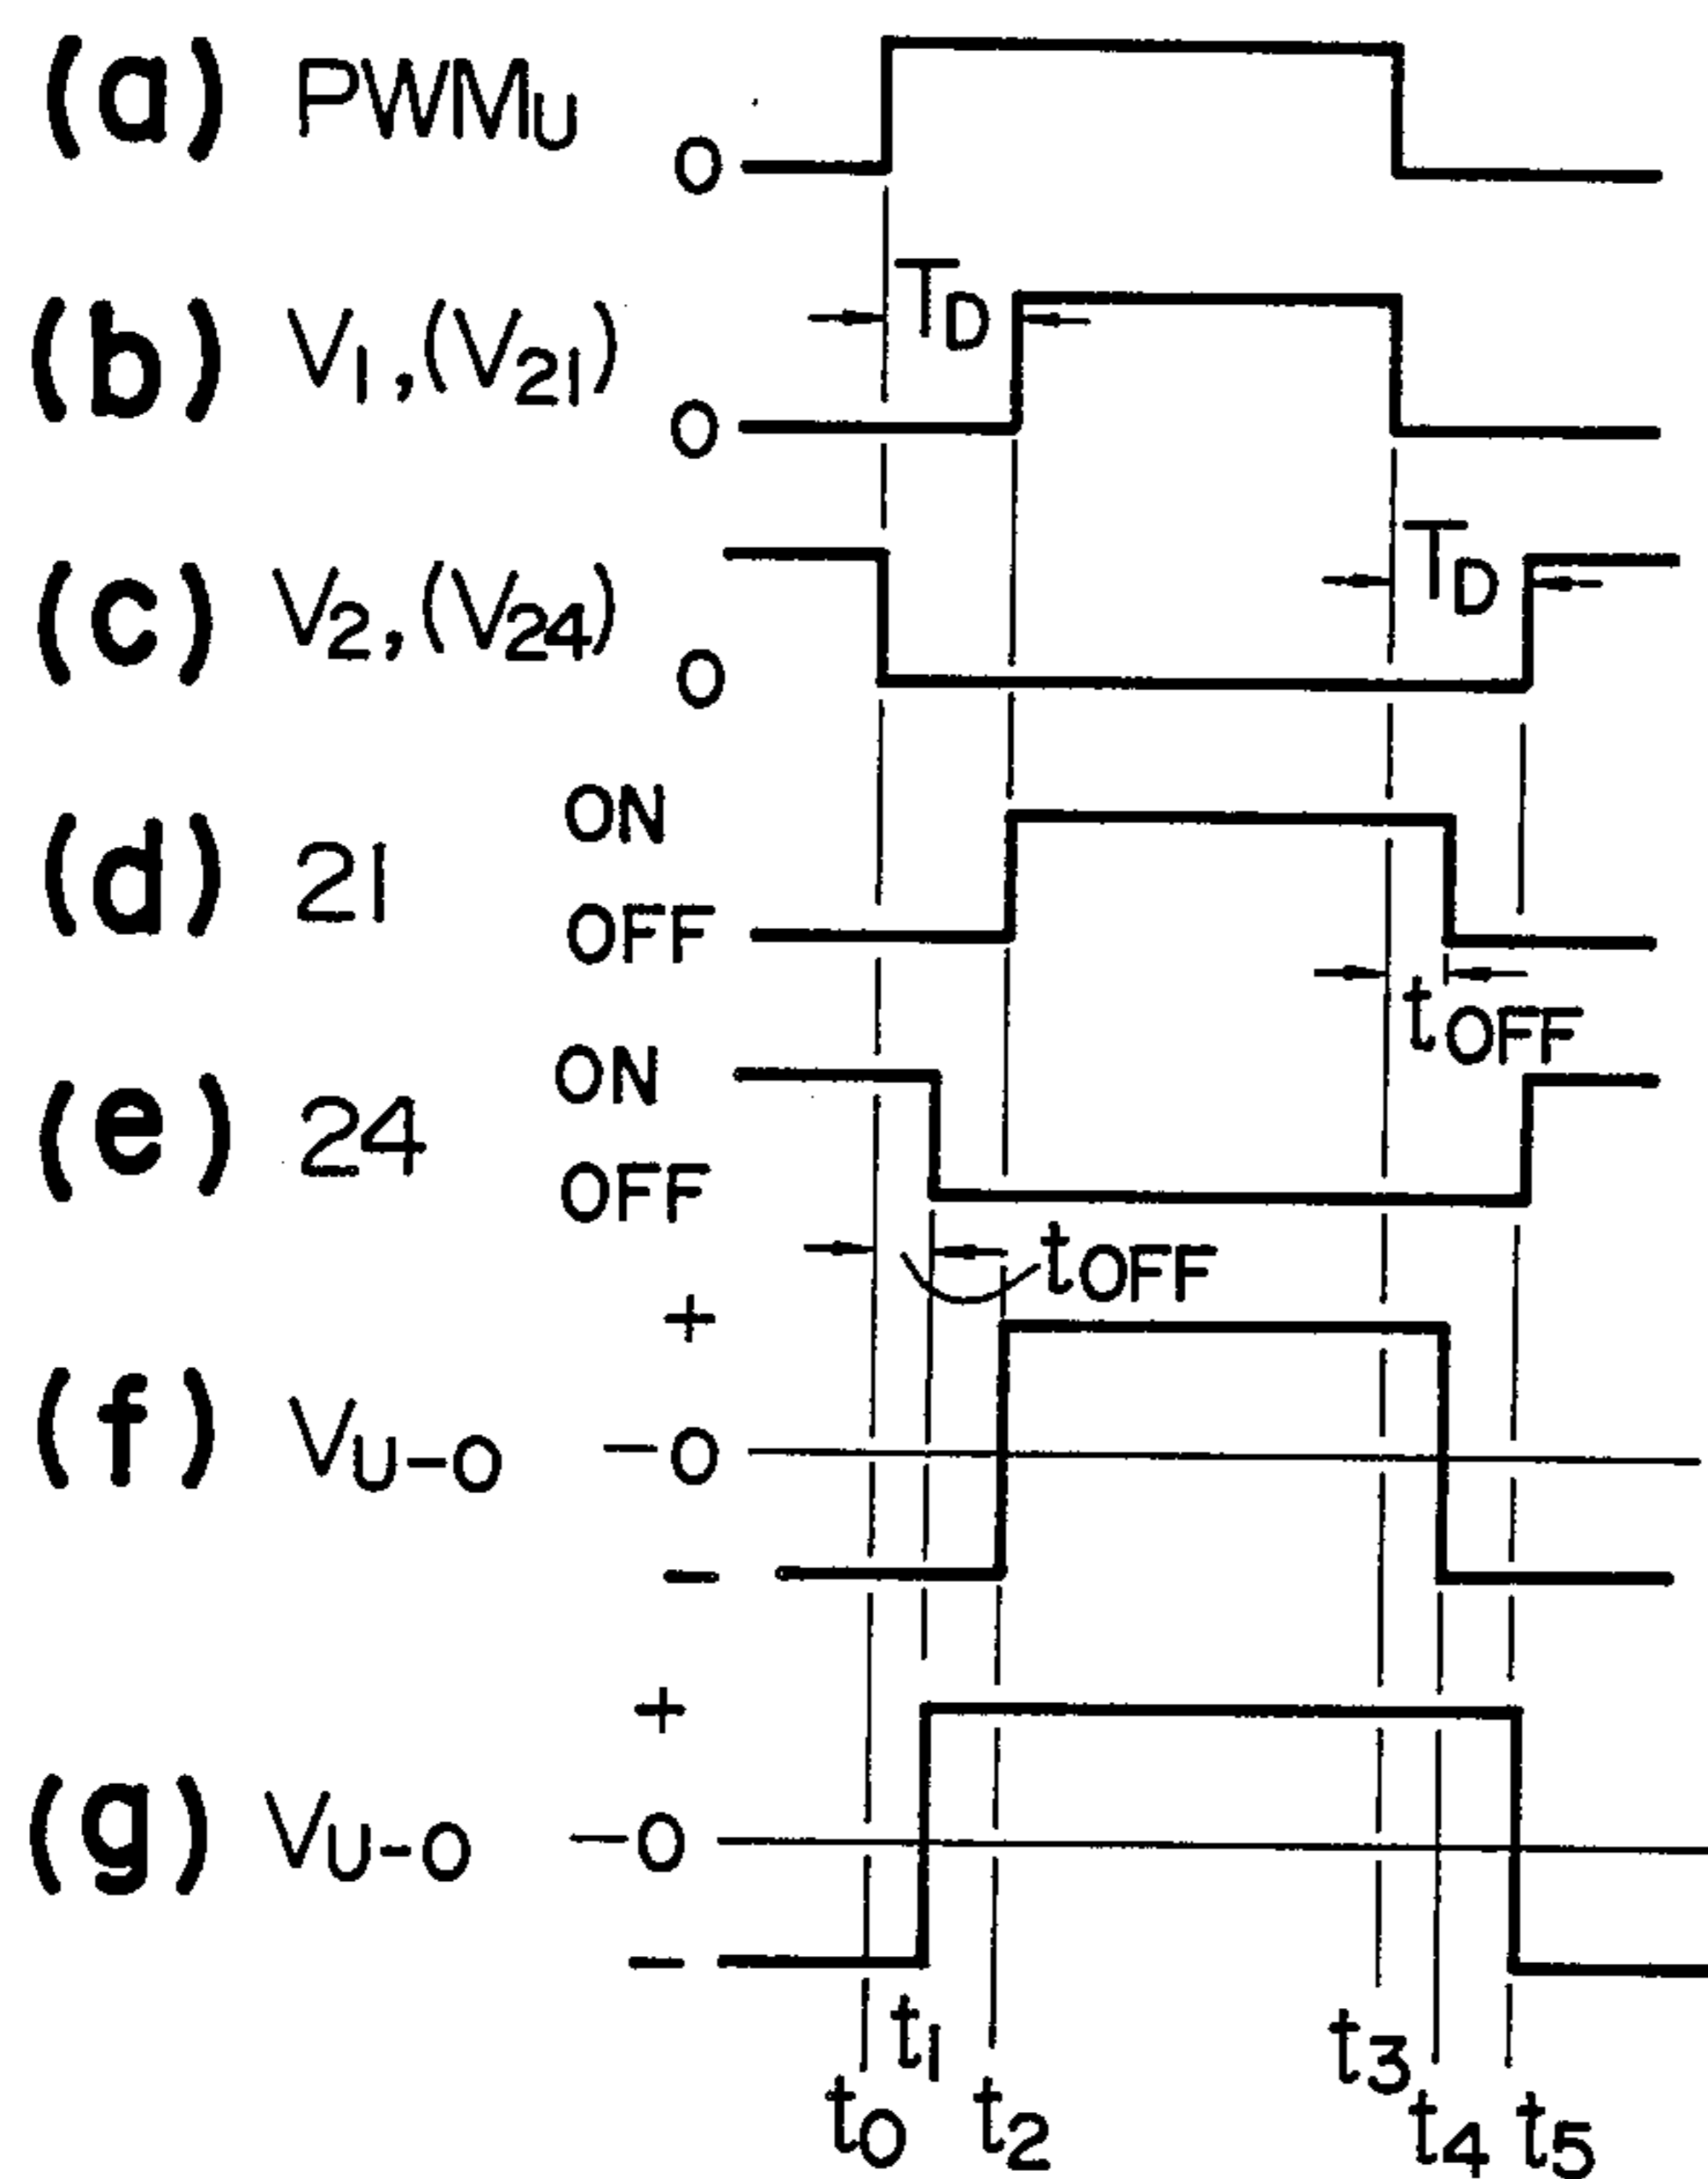 (a) PWMU
0
(b) V1,(V21)
TD
0
(c) V2,(V24)
TD
0
(d) 21
ON
OFF
tOFF
(e) 24
ON
OFF
tOFF
+
(f) VU-O
-0
-
+
(g) VU-O
-0
-
t0 t1 t2 t3 t4 t5